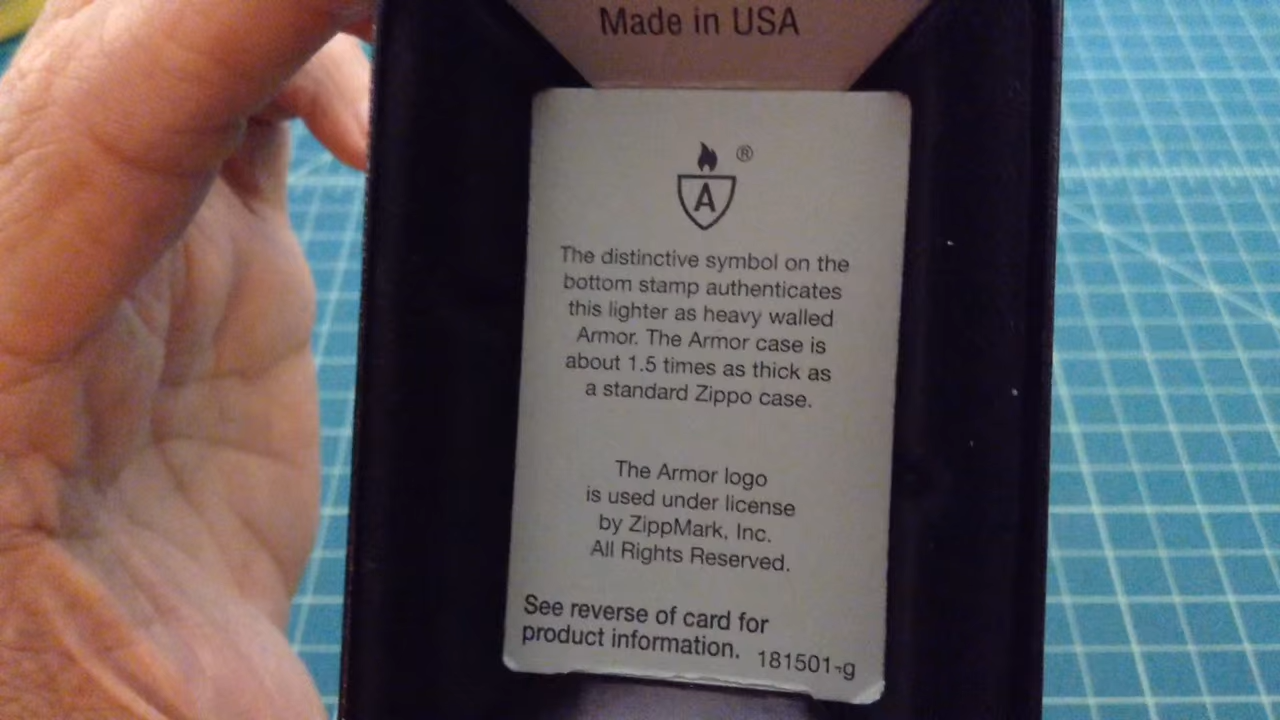 Made in USA
®
A
The distinctive symbol on the
bottom stamp authenticates
this lighter as heavy walled
Armor. The Armor case is
about 1.5 times as thick as
a standard Zippo case.
The Armor logo
is used under license
by ZippMark, Inc.
All Rights Reserved.
See reverse of card for
product information.
181501-g